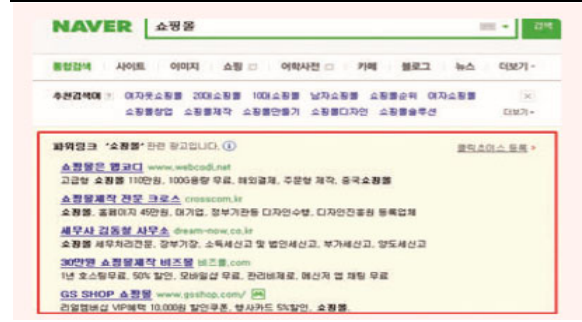 NAVER 쇼핑몰 검색
통합검색 사이트 이미지 쇼핑 어학사전 카페 블로그 뉴스 더보기
추천검색어 여자옷쇼핑몰 20대쇼핑몰 10대쇼핑몰 남자쇼핑몰 쇼핑몰순위 여자쇼핑몰
쇼핑몰창업 쇼핑몰제작 쇼핑몰만들기 쇼핑몰디자인 쇼핑몰솔루션 더보기
파워링크 "쇼핑몰" 관련 광고입니다. 클릭초이스 등록
쇼핑몰은 웹코디 www.webcodi.net
고급형 쇼핑몰 110만원, 100G용량 무료, 해외결제, 주문형 제작, 중국쇼핑몰
쇼핑몰제작 전문 크로스 crosscom.kr
쇼핑몰, 홈페이지 45만원, 대기업, 정부기관등 디자인수행, 디자인진흥원 등록업체
세무사 김동철 사무소 dream-now.co.kr
쇼핑몰 세무처리전문, 장부기장, 소득세신고 및 법인세신고, 부가세신고, 양도세신고
30만원 쇼핑몰제작 비즈몰 비즈몰.com
1년 호스팅무료, 50% 할인, 모바일샵 무료, 관리비제로, 메신저 앱 채팅 무료
GS SHOP 쇼핑몰 www.gsshop.com/
리얼멤버십 VIP혜택 10,000원 할인쿠폰, 행사카드 5%할인, 쇼핑몰.